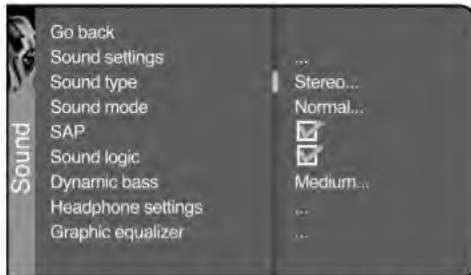 Sound
Go back
Sound settings ...
Sound type Stereo...
Sound mode Normal...
SAP
Sound logic
Dynamic bass Medium...
Headphone settings ...
Graphic equalizer ...